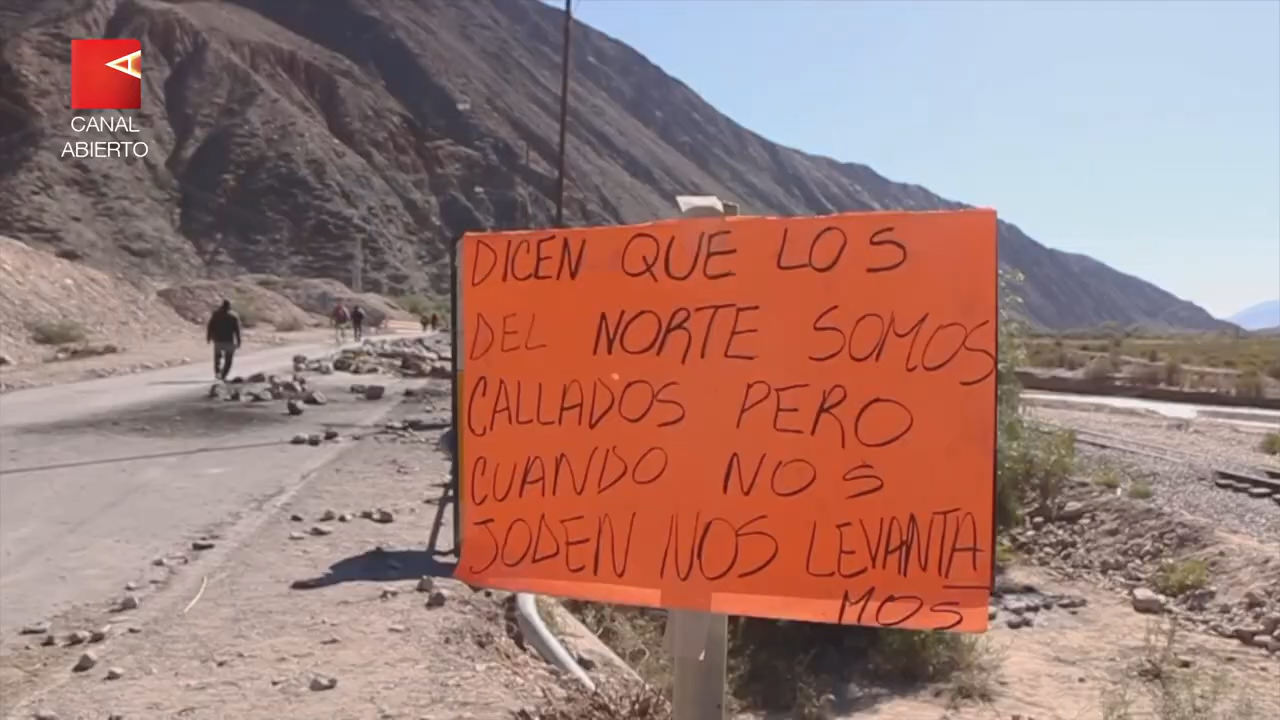 CANAL
ABIERTO
DICEN QUE LOS
DEL NORTE SOMOS
CALLADOS PERO
CUANDO NOS
JODEN NOS LEVANTA
MOS